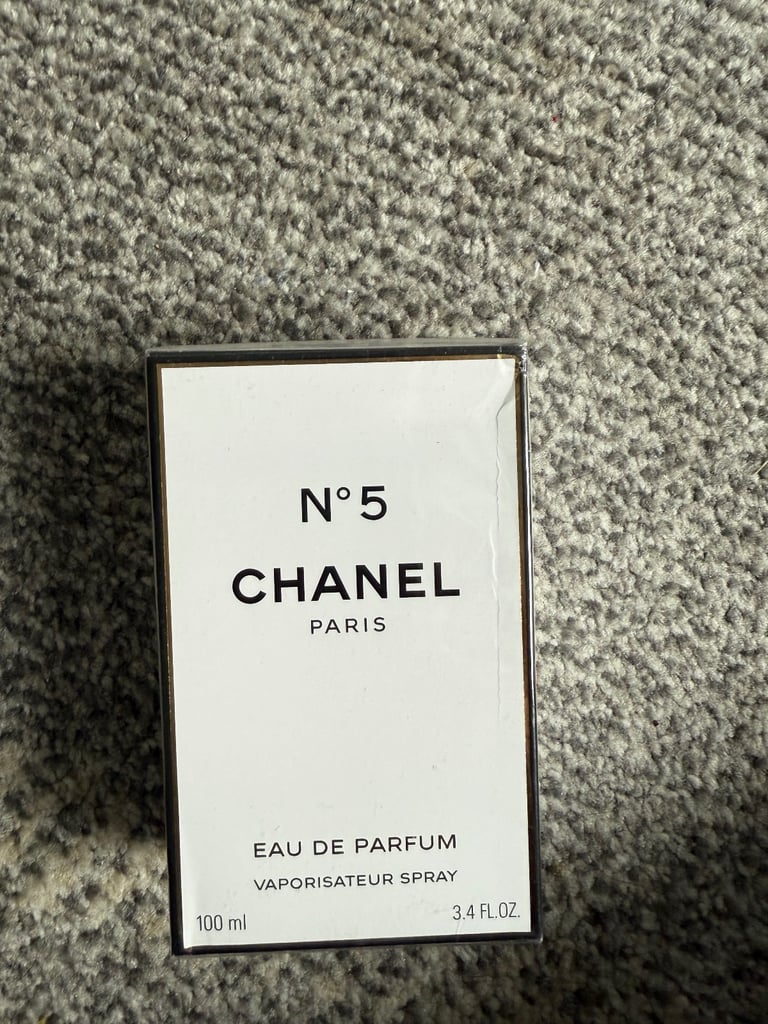 N°5
CHANEL
PARIS
EAU DE PARFUM
VAPORISATEUR SPRAY
100 ml 3.4 FL.OZ.